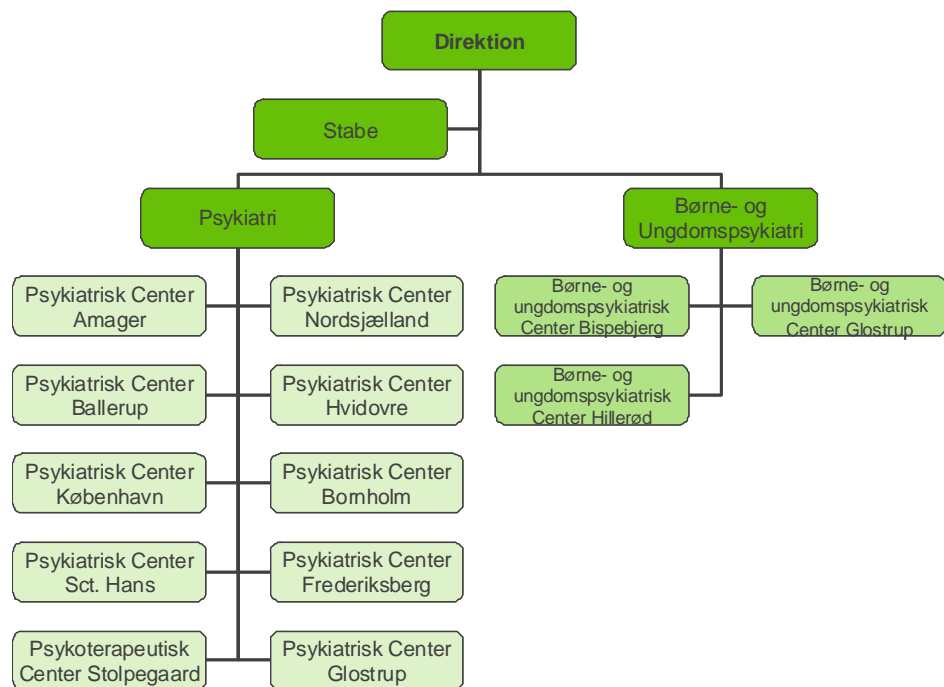 Direktion
Stabe
Psykiatri
Børne- og
Ungdomspsykiatri
Psykiatrisk Center
Amager
Psykiatrisk Center
Nordsjælland
Børne- og
ungdomspsykiatrisk
Center Bispebjerg
Børne- og
ungdomspsykiatrisk
Center Glostrup
Psykiatrisk Center
Ballerup
Psykiatrisk Center
Hvidovre
Børne- og
ungdomspsykiatrisk
Center Hillerød
Psykiatrisk Center
København
Psykiatrisk Center
Bornholm
Psykiatrisk Center
Sct. Hans
Psykiatrisk Center
Frederiksberg
Psykoterapeutisk
Center Stolpegaard
Psykiatrisk Center
Glostrup